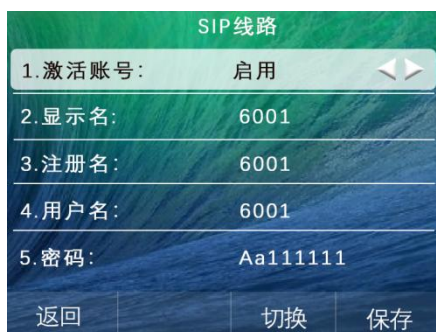 SIP线路
1.激活账号： 启用
2.显示名： 6001
3.注册名： 6001
4.用户名： 6001
5.密码： Aa111111
返回 切换 保存